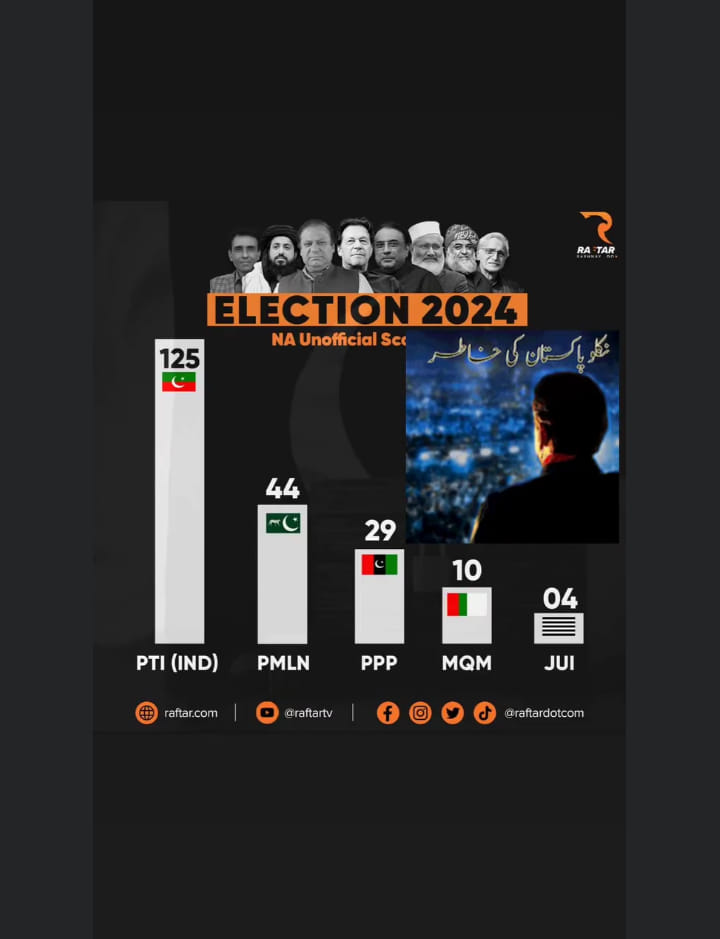 RAFTAR
ELECTION 2024
NA Unofficial Sco
نکلو پاکستان کی خاطر
125
44
29
10
04
PTI (IND)
PMLN
PPP
MQM
JUI
raftar.com
@raftartv
@raftardotcom